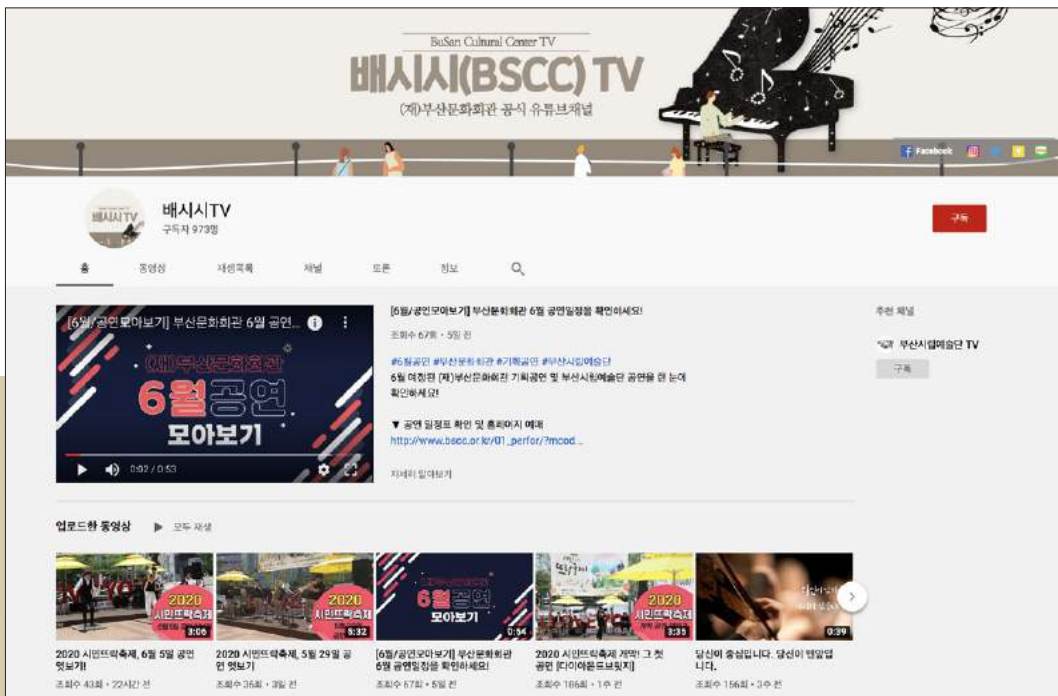 BuSan Cultural Center TV
배시시(BSCC) TV
(재)부산문화회관 공식 유튜브채널
Facebook
배시시TV
배시시TV
구독자 973명
구독
홈 동영상 재생목록 채널 토론 정보
[6월/공연모아보기] 부산문화회관 6월 공연...
(재)부산문화회관
6월공연
모아보기
0:02 / 0:53
[6월/공연모아보기] 부산문화회관 6월 공연일정을 확인하세요!
조회수 67회 • 5일 전
#6월공연 #부산문화회관 #기획공연 #부산시립예술단
6월 예정된 (재)부산문화회관 기획공연 및 부산시립예술단 공연을 한 눈에
확인하세요!
▼ 공연 일정표 확인 및 홈페이지 예매
http://www.bscc.or.kr/01_perfor/?mcod...
자세히 알아보기
추천 채널
부산시립예술단 TV
구독
업로드한 동영상 ▶ 모두 재생
2020
시민뜨락축제
3:06
2020
시민뜨락축제
5:32
(재)부산문화회관
6월공연
모아보기
0:54
2020
시민뜨락축제
3:35
0:39
2020 시민뜨락축제, 6월 5일 공연
엿보기!
조회수 43회 • 22시간 전
2020 시민뜨락축제, 5월 29일 공
연 엿보기
조회수 36회 • 3일 전
[6월/공연모아보기] 부산문화회관
6월 공연일정을 확인하세요!
조회수 67회 • 5일 전
2020 시민뜨락축제 개막! 그 첫
공연 [다이아몬드브릿지]
조회수 186회 • 1주 전
당신이 중심입니다. 당신이 맨앞입
니다.
조회수 156회 • 3주 전